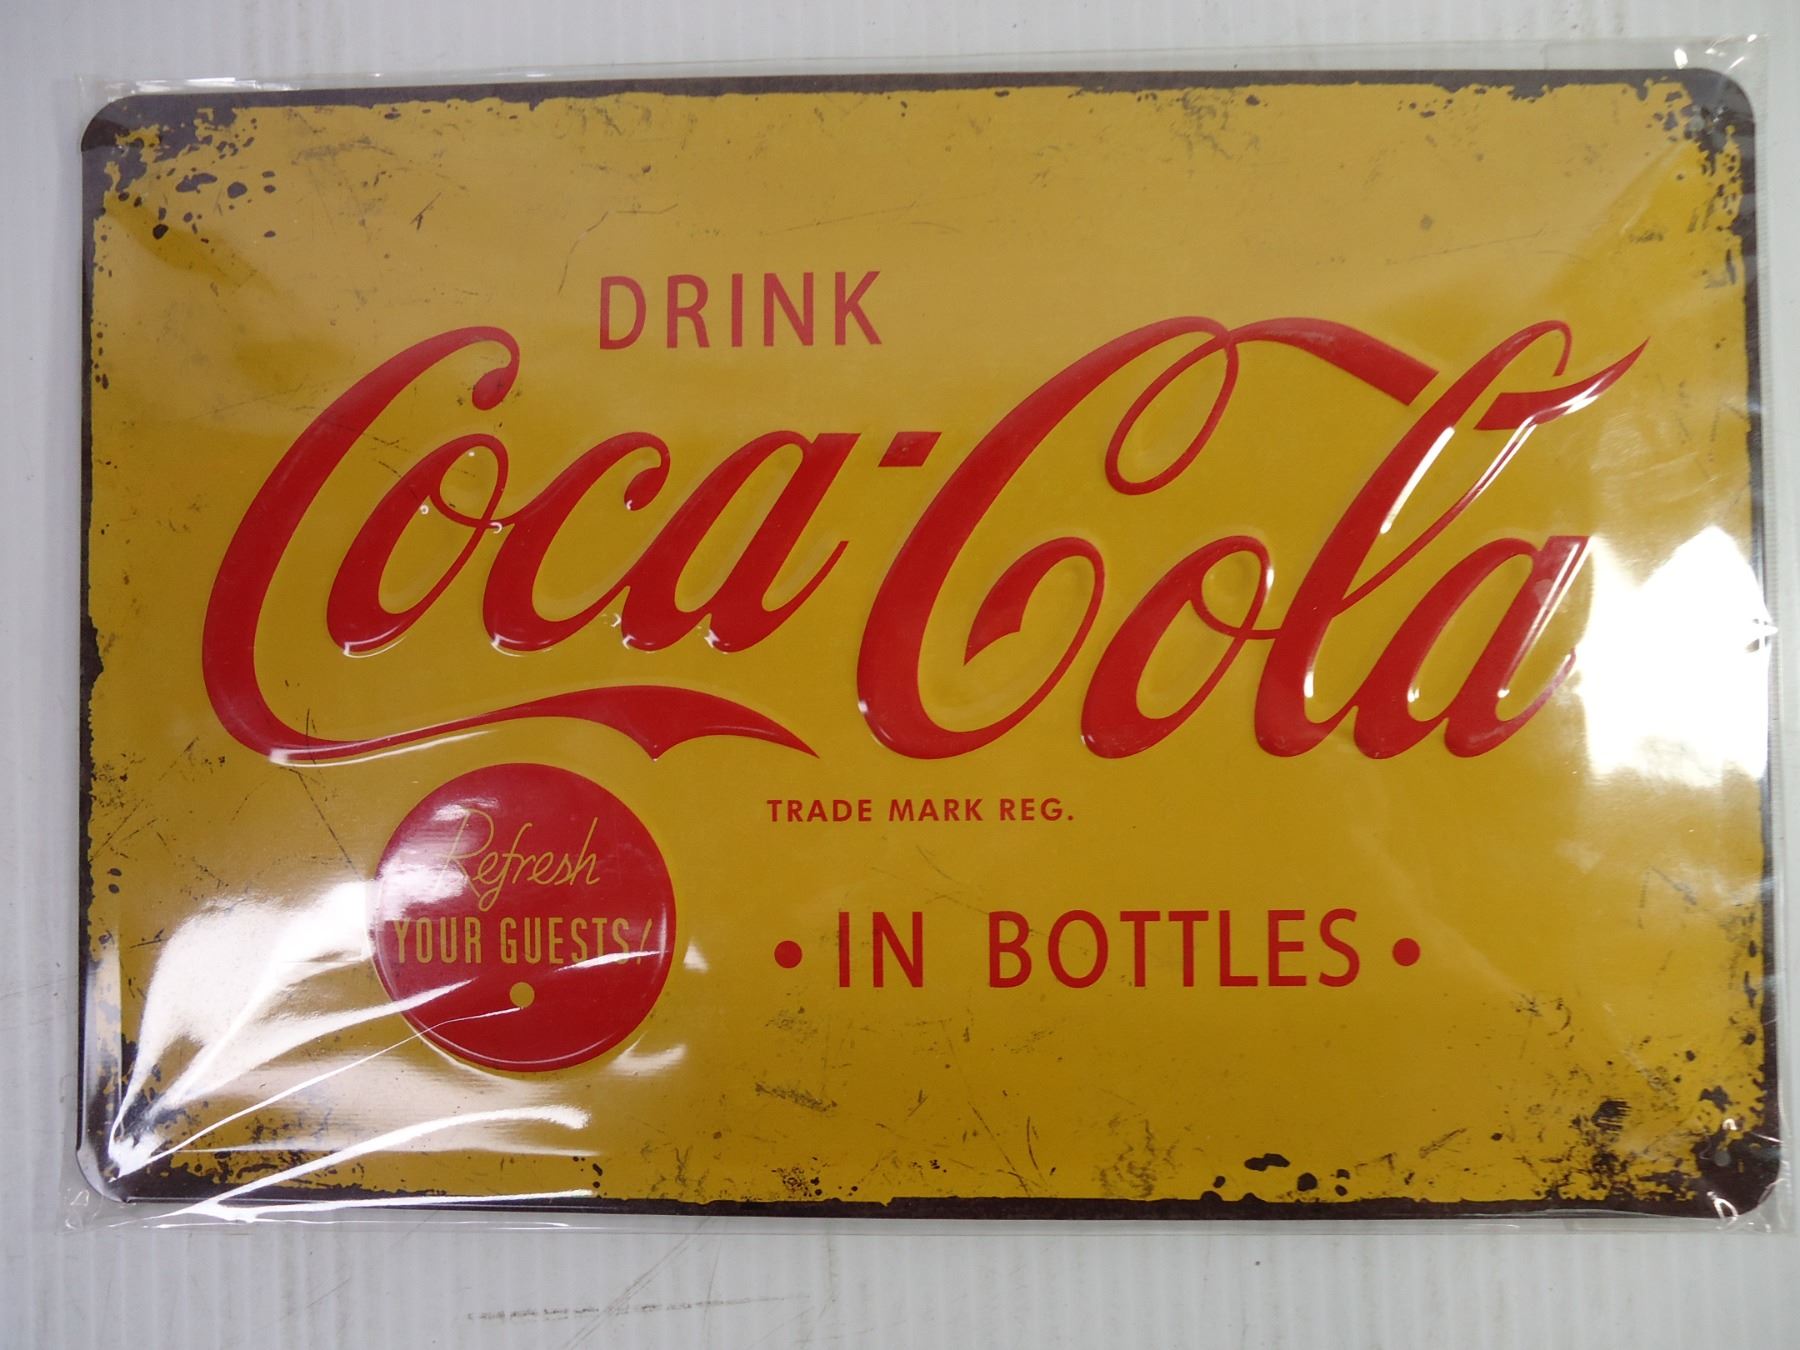 DRINK
Coca-Cola
TRADE MARK REG.
Refresh
YOUR GUESTS!
• IN BOTTLES •